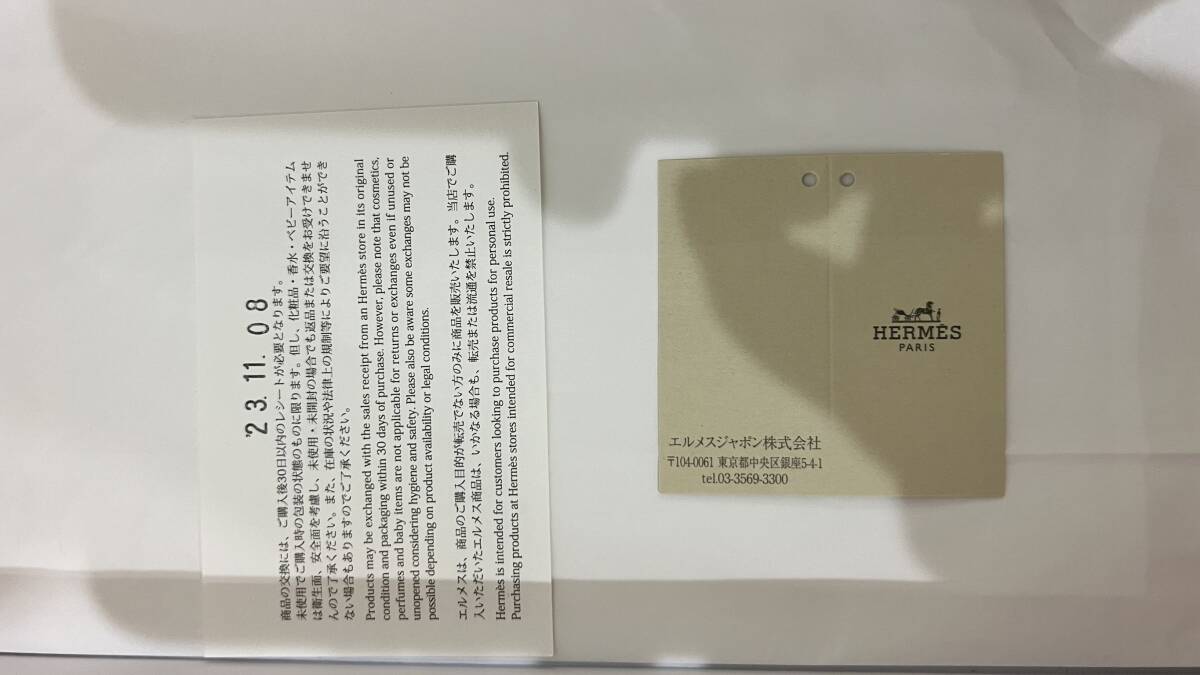 '23.11.08
商品の交換には、ご購入後30日以内のレシートが必要となります。
未使用でご購入時の包装の状態のものに限ります。但し、化粧品・香水・ベビーアイテム
は衛生面、安全面を考慮し、未使用・未開封の場合でも返品または交換をお受けできませ
んので了承ください。また、在庫の状況や法律上の規制等によりご要望に沿うことができ
ない場合もありますのでご了承ください。
Products may be exchanged with the sales receipt from an Hermès store in its original
condition and packaging within 30 days of purchase. However, please note that cosmetics,
perfumes and baby items are not applicable for returns or exchanges even if unused or
unopened considering hygiene and safety. Please also be aware some exchanges may not be
possible depending on product availability or legal conditions.
エルメスは、商品のご購入目的が転売でない方のみに商品を販売いたします。当店でご購
入いただいたエルメス商品は、いかなる場合も、転売または流通を禁止いたします。
Hermès is intended for customers looking to purchase products for personal use.
Purchasing products at Hermès stores intended for commercial resale is strictly prohibited.
HERMÈS
PARIS
エルメスジャポン株式会社
〒104-0061 東京都中央区銀座5-4-1
tel.03-3569-3300